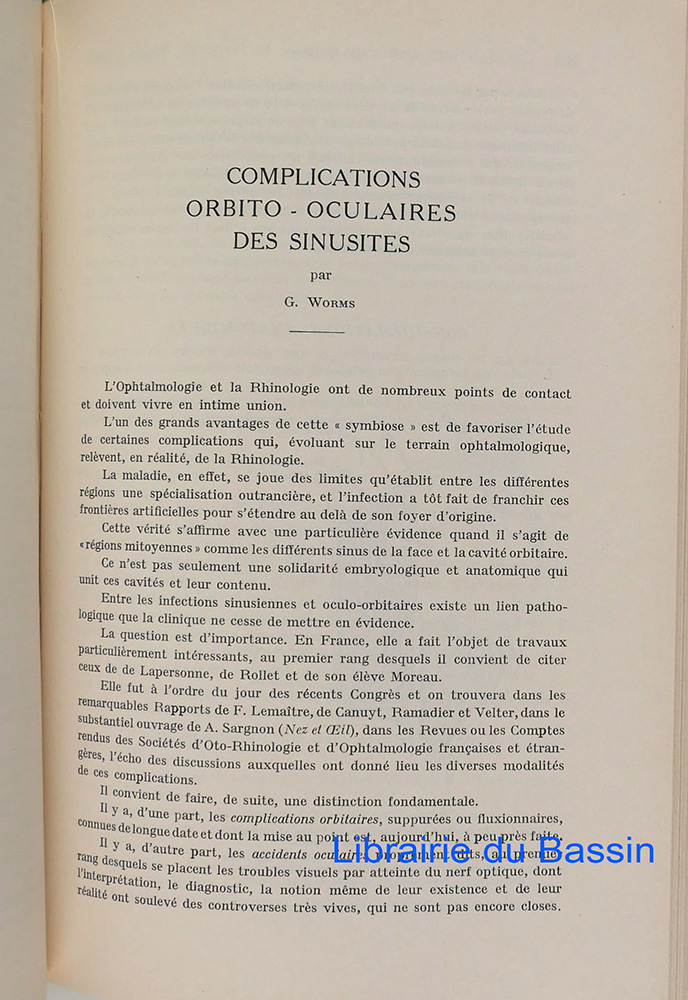 COMPLICATIONS
ORBITO - OCULAIRES
DES SINUSITES
par
G. WORMS
L'Ophtalmologie et la Rhinologie ont de nombreux points de contact
et doivent vivre en intime union.
L'un des grands avantages de cette « symbiose » est de favoriser l'étude
de certaines complications qui, évoluant sur le terrain ophtalmologique,
relèvent, en réalité, de la Rhinologie.
La maladie, en effet, se joue des limites qu'établit entre les différentes
régions une spécialisation outrancière, et l'infection a tôt fait de franchir ces
frontières artificielles pour s'étendre au delà de son foyer d'origine.
Cette vérité s'affirme avec une particulière évidence quand il s'agit de
« régions mitoyennes » comme les différents sinus de la face et la cavité orbitaire.
Ce n'est pas seulement une solidarité embryologique et anatomique qui
unit ces cavités et leur contenu.
Entre les infections sinusiennes et oculo-orbitaires existe un lien patho-
logique que la clinique ne cesse de mettre en évidence.
La question est d'importance. En France, elle a fait l'objet de travaux
particulièrement intéressants, au premier rang desquels il convient de citer
ceux de de Lapersonne, de Rollet et de son élève Moreau.
Elle fut à l'ordre du jour des récents Congrès et on trouvera dans les
remarquables Rapports de F. Lemaître, de Canuyt, Ramadier et Velter, dans le
substantiel ouvrage de A. Sargnon (Nez et Œil), dans les Revues ou les Comptes
rendus des Sociétés d'Oto-Rhinologie et d'Ophtalmologie françaises et étran-
gères, l'écho des discussions auxquelles ont donné lieu les diverses modalités
de ces complications.
Il convient de faire, de suite, une distinction fondamentale.
Il y a, d'une part, les complications orbitaires, suppurées ou fluxionnaires,
connues de longue date et dont la mise au point est, aujourd'hui, à peu près faite.
Il y a, d'autre part, les accidents oculaires proprement dits, au premier
rang desquels se placent les troubles visuels par atteinte du nerf optique, dont
l'interprétation, le diagnostic, la notion même de leur existence et de leur
réalité ont soulevé des controverses très vives, qui ne sont pas encore closes.
Librairie du Bassin